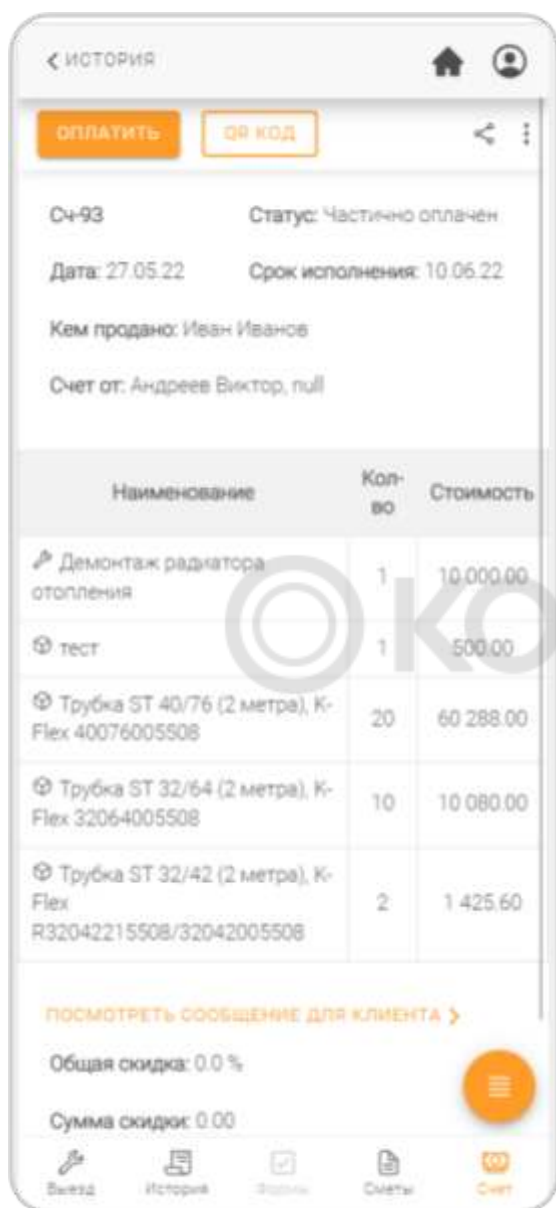 ИСТОРИЯ
ОПЛАТИТЬ QR КОД
Сч-93 Статус: Частично оплачен
Дата: 27.05.22 Срок исполнения: 10.06.22
Кем продано: Иван Иванов
Счет от: Андреев Виктор, null
Наименование Кол-во Стоимость
Демонтаж радиатора
отопления 1 10 000.00
тест 1 500.00
Трубка ST 40/76 (2 метра), K-
Flex 40076005508 20 60 288.00
Трубка ST 32/64 (2 метра), K-
Flex 32064005508 10 10 080.00
Трубка ST 32/42 (2 метра), K-
Flex
R32042215508/32042005508 2 1 425.60
ПОСМОТРЕТЬ СООБЩЕНИЕ ДЛЯ КЛИЕНТА
Общая скидка: 0.0 %
Сумма скидки: 0.00
Выезд История Формы Сметы Счет